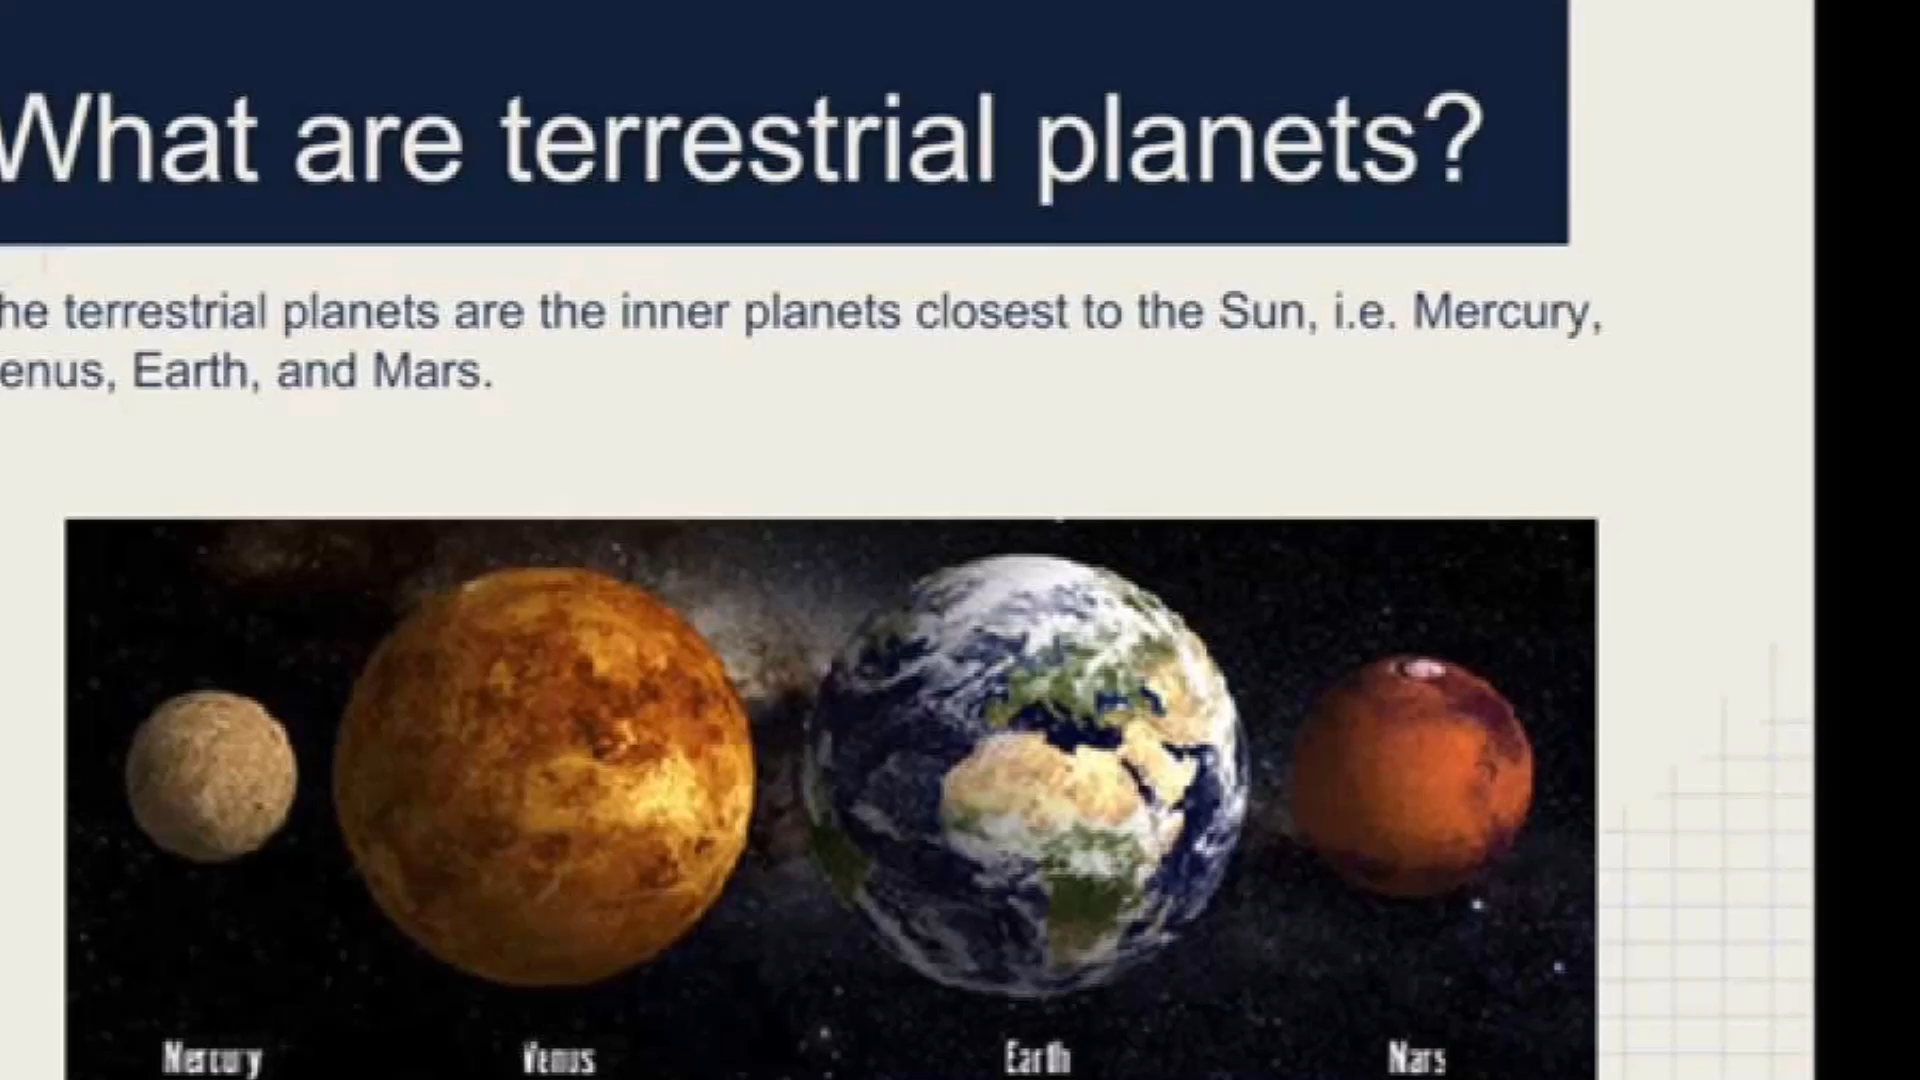 What are terrestrial planets?
he terrestrial planets are the inner planets closest to the Sun, i.e. Mercury,
enus, Earth, and Mars.
Mercury Venus Earth Mars